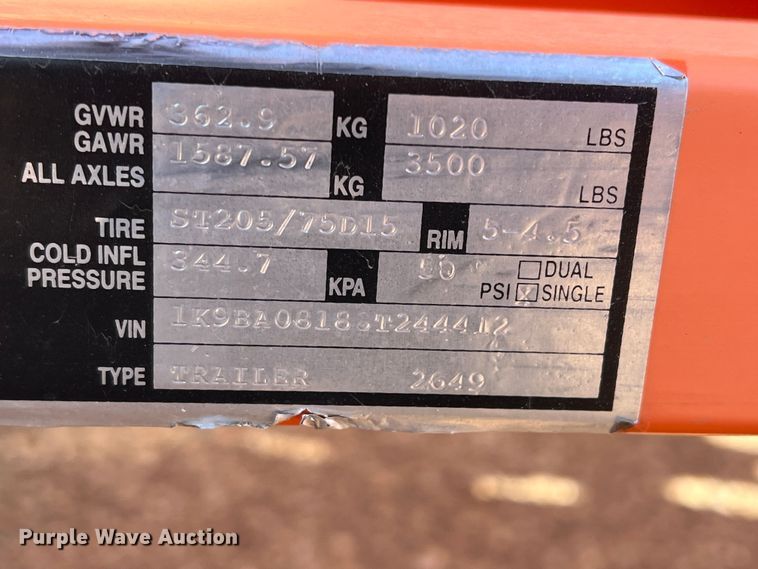 GVWR 362.9 KG 1020 LBS
GAWR
ALL AXLES 1587.57 KG 3500 LBS
TIRE ST205/75D15 RIM 5-4.5
COLD INFL
PRESSURE 344.7 KPA 50 PSI
DUAL
X SINGLE
VIN
TYPE TRAILER 2649
Purple Wave Auction